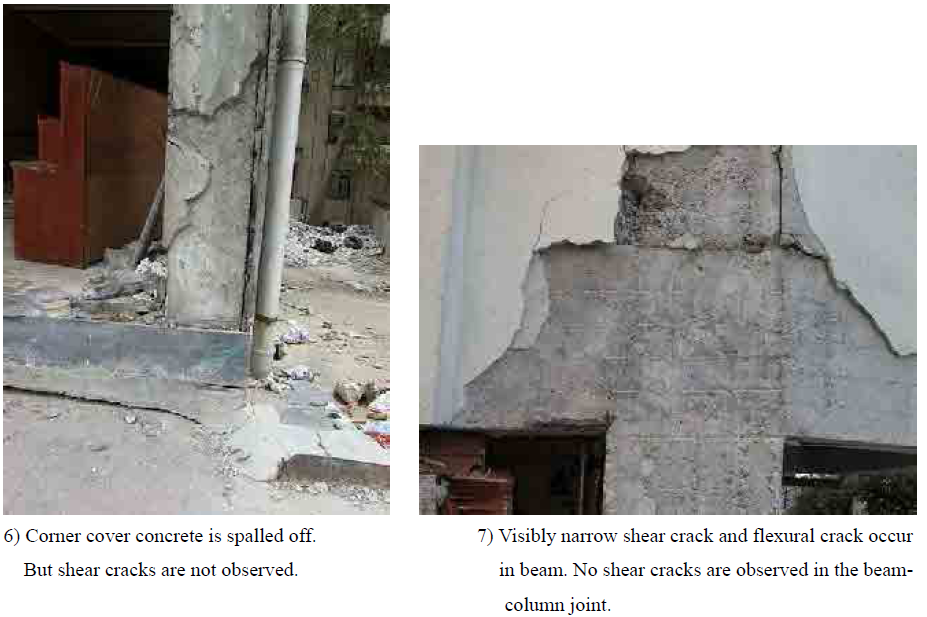 6) Corner cover concrete is spalled off.
But shear cracks are not observed.
7) Visibly narrow shear crack and flexural crack occur
in beam. No shear cracks are observed in the beam-
column joint.